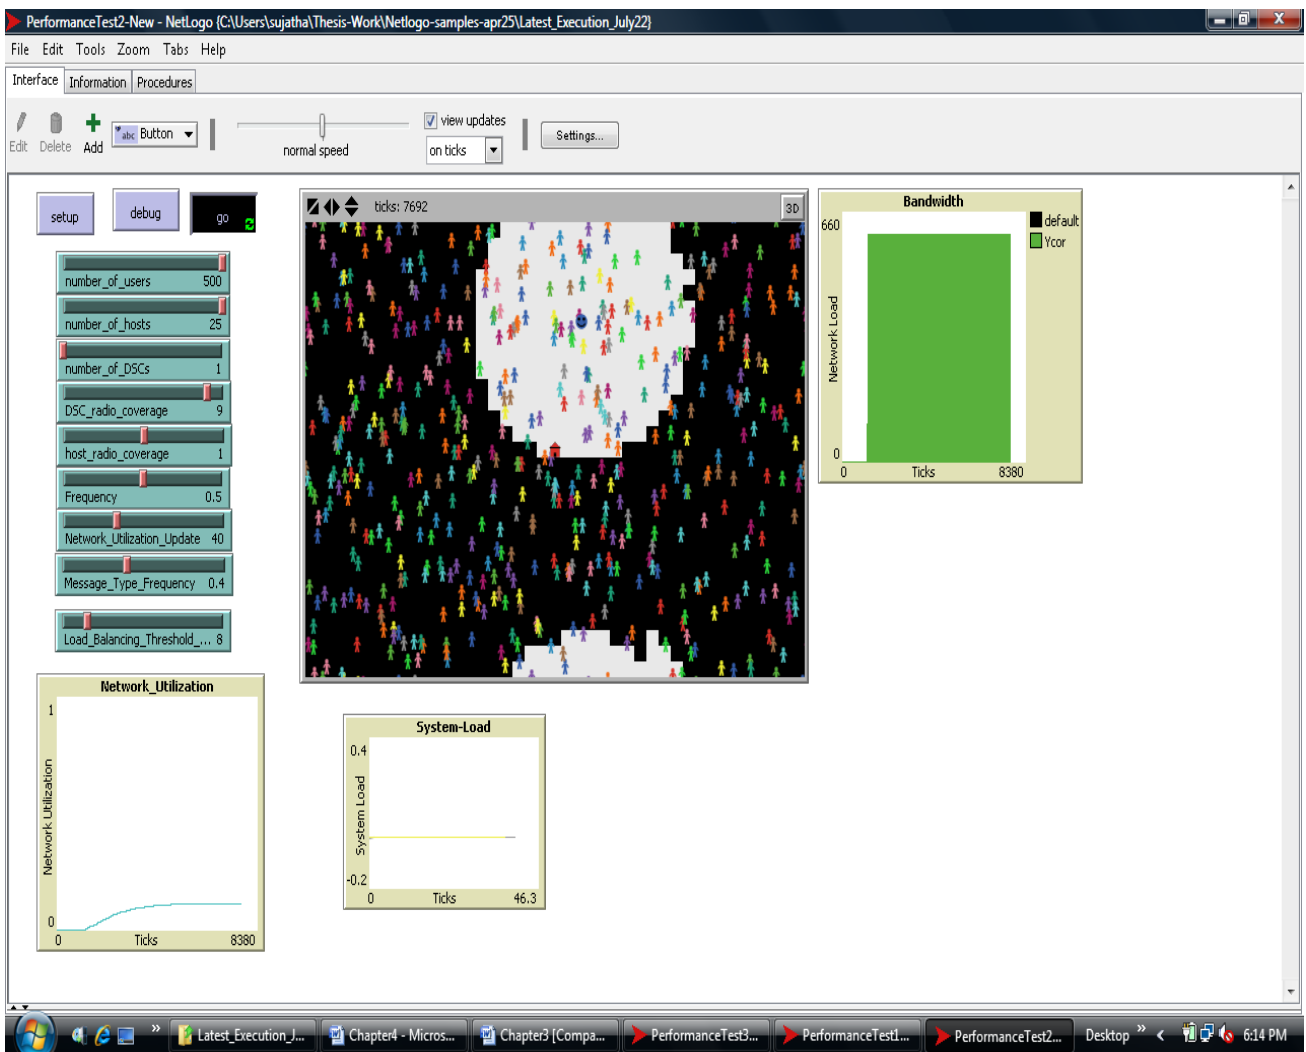 PerformanceTest2-New - NetLogo {C:\Users\sujatha\Thesis-Work\Netlogo-samples-apr25\Latest_Execution_July22}
File Edit Tools Zoom Tabs Help
Interface Information Procedures
Edit Delete Add abc Button normal speed view updates on ticks Settings...
setup debug go
number_of_users 500
number_of_hosts 25
number_of_DSCs 1
DSC_radio_coverage 9
host_radio_coverage 1
Frequency 0.5
Network_Utilization_Update 40
Message_Type_Frequency 0.4
Load_Balancing_Threshold_... 8
ticks: 7692 3D
Bandwidth
660
Network Load
0
0 Ticks 8380
default
Ycor
Network_Utilization
1
Network Utilization
0
0 Ticks 8380
System-Load
0.4
System Load
-0.2
0 Ticks 46.3
Latest_Execution_J... Chapter4 - Micros... Chapter3 [Compa... PerformanceTest3... PerformanceTest1... PerformanceTest2... Desktop 6:14 PM